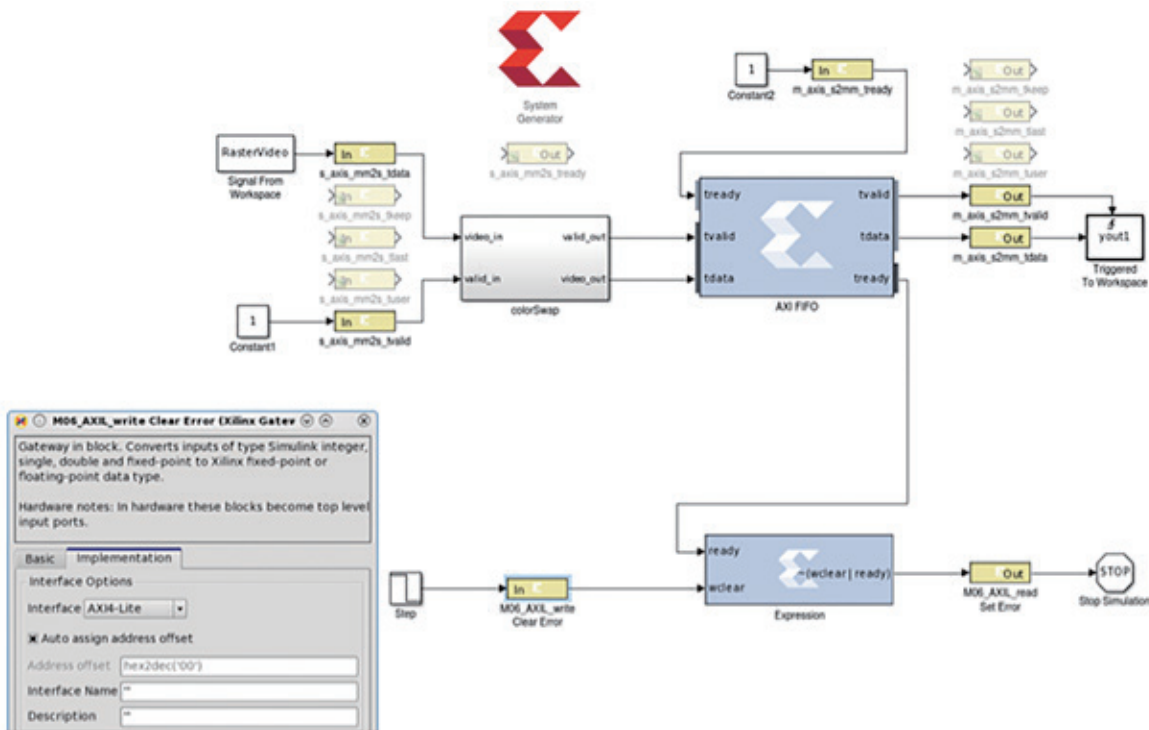 System
Generator
1
Constant2
In
m_axis_s2mm_tready
Out
m_axis_s2mm_tkeep
Out
m_axis_s2mm_tlast
Out
m_axis_s2mm_tuser
RasterVideo
Signal From
Workspace
In
s_axis_mm2s_tdata
Out
s_axis_mm2s_tready
In
s_axis_mm2s_tkeep
In
s_axis_mm2s_tlast
In
s_axis_mm2s_tuser
1
Constant1
In
s_axis_mm2s_tvalid
video_in
valid_in
valid_out
video_out
colorSwap
tready
tvalid
tdata
tvalid
tdata
tready
AXI FIFO
Out
m_axis_s2mm_tvalid
Out
m_axis_s2mm_tdata
yout1
Triggered
To Workspace
M06_AXIL_write Clear Error (Xilinx Gatev
Gateway in block. Converts inputs of type Simulink integer,
single, double and fixed-point to Xilinx fixed-point or
floating-point data type.
Hardware notes: In hardware these blocks become top level
input ports.
Basic
Implementation
Interface Options
Interface AXI4-Lite
Auto assign address offset
Address offset hex2dec('00')
Interface Name ""
Description ""
Step
In
M06_AXIL_write
Clear Error
ready
wclear
~(wclear | ready)
Expression
Out
M06_AXIL_read
Set Error
STOP
Stop Simulation